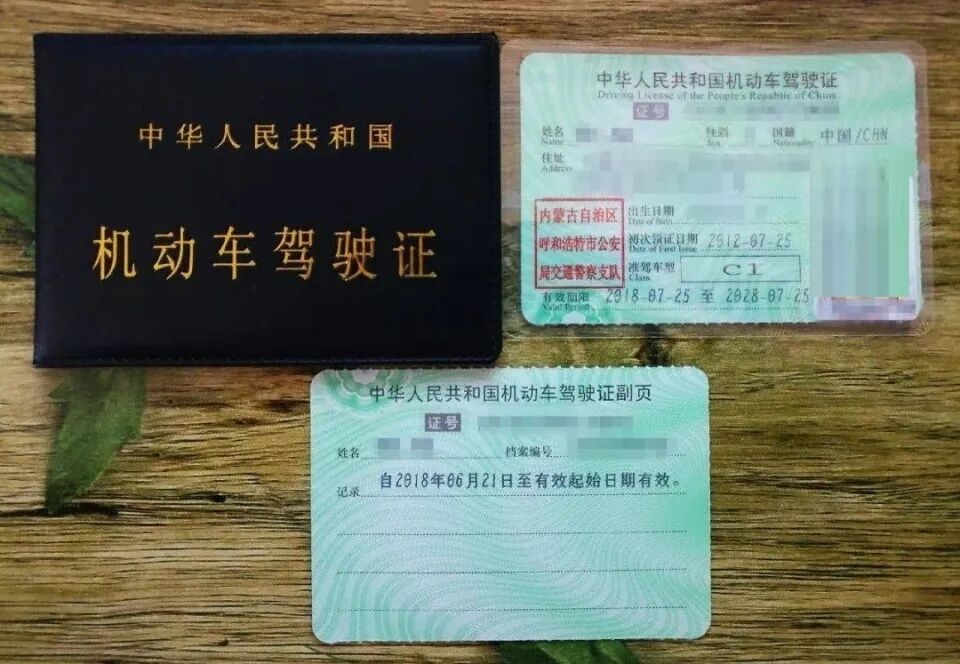 中华人民共和国
机动车驾驶证
中华人民共和国机动车驾驶证
Driving License of the People's Republic of China
证号
姓名 性别 国籍 中国/CHN
Name Sex Nationality
住址
Address
内蒙古自治区
呼和浩特市公安
局交通警察支队
出生日期
Date of Birth
初次领证日期 2012-07-25
Date of First Issue
准驾车型 C1
Class
有效期限 2018-07-25 至 2028-07-25
Valid Period
中华人民共和国机动车驾驶证副页
证号
姓名 档案编号
记录 自2018年06月21日至有效起始日期有效。